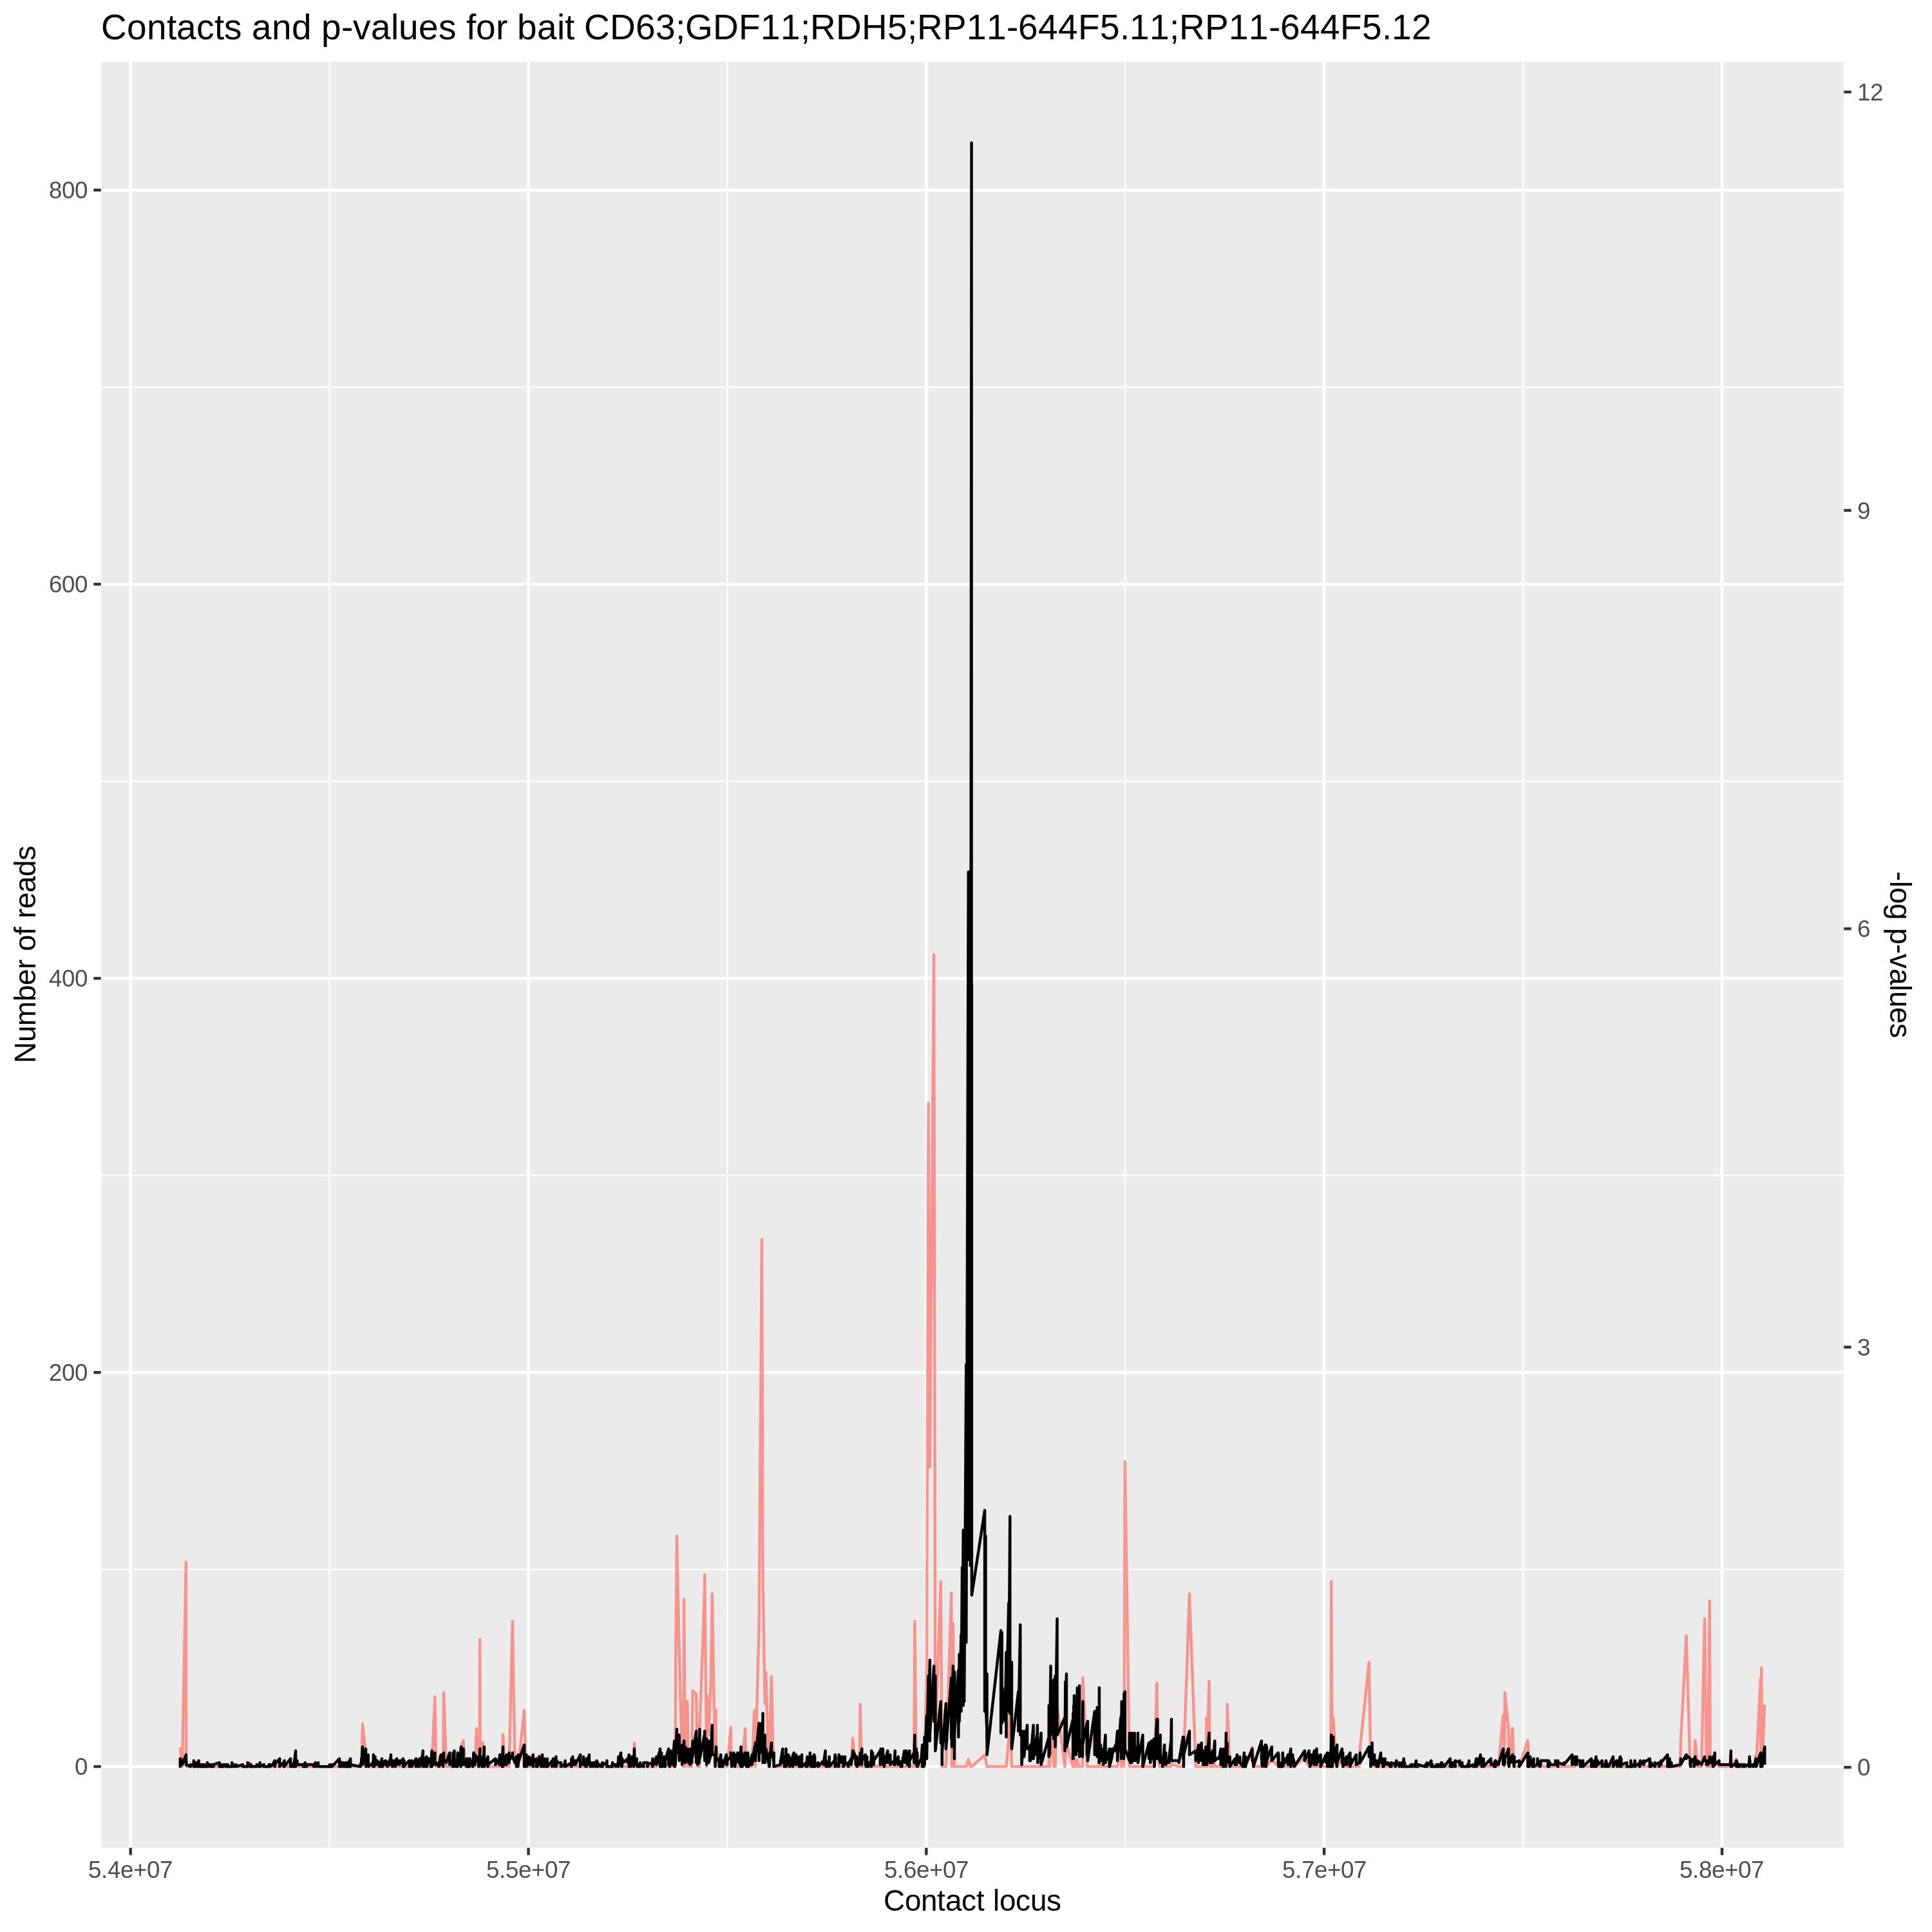 Contacts and p-values for bait CD63;GDF11;RDH5;RP11-644F5.11;RP11-644F5.12
12
800
9
600
Number of reads
-log p-values
6
400
3
200
0
0
5.4e+07 5.5e+07 5.6e+07 5.7e+07 5.8e+07
Contact locus